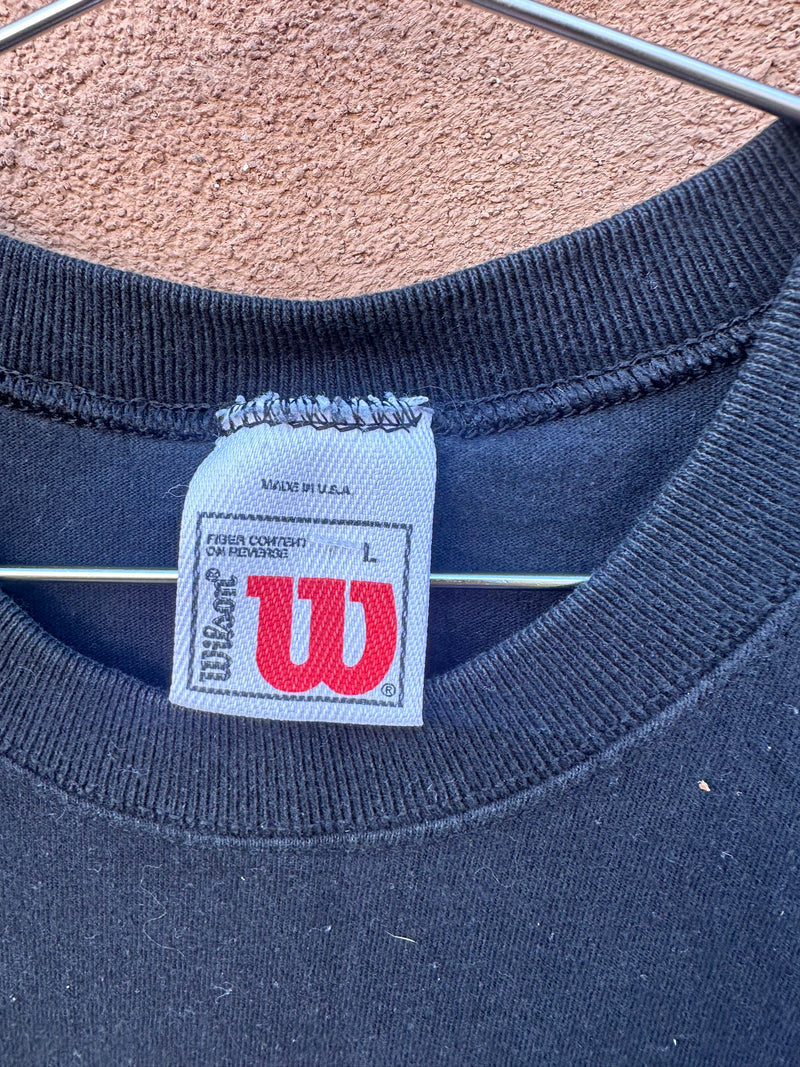 MADE IN U.S.A.
FIBER CONTENT
ON REVERSE
L
Wilson®
W
®